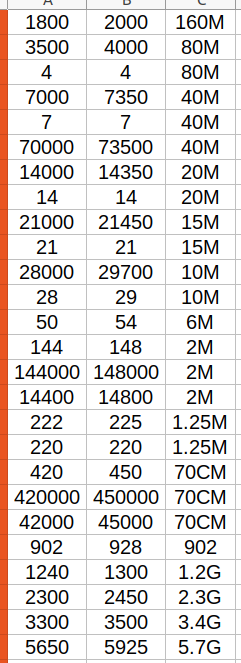 A B C
1800 2000 160M
3500 4000 80M
4 4 80M
7000 7350 40M
7 7 40M
70000 73500 40M
14000 14350 20M
14 14 20M
21000 21450 15M
21 21 15M
28000 29700 10M
28 29 10M
50 54 6M
144 148 2M
144000 148000 2M
14400 14800 2M
222 225 1.25M
220 220 1.25M
420 450 70CM
420000 450000 70CM
42000 45000 70CM
902 928 902
1240 1300 1.2G
2300 2450 2.3G
3300 3500 3.4G
5650 5925 5.7G